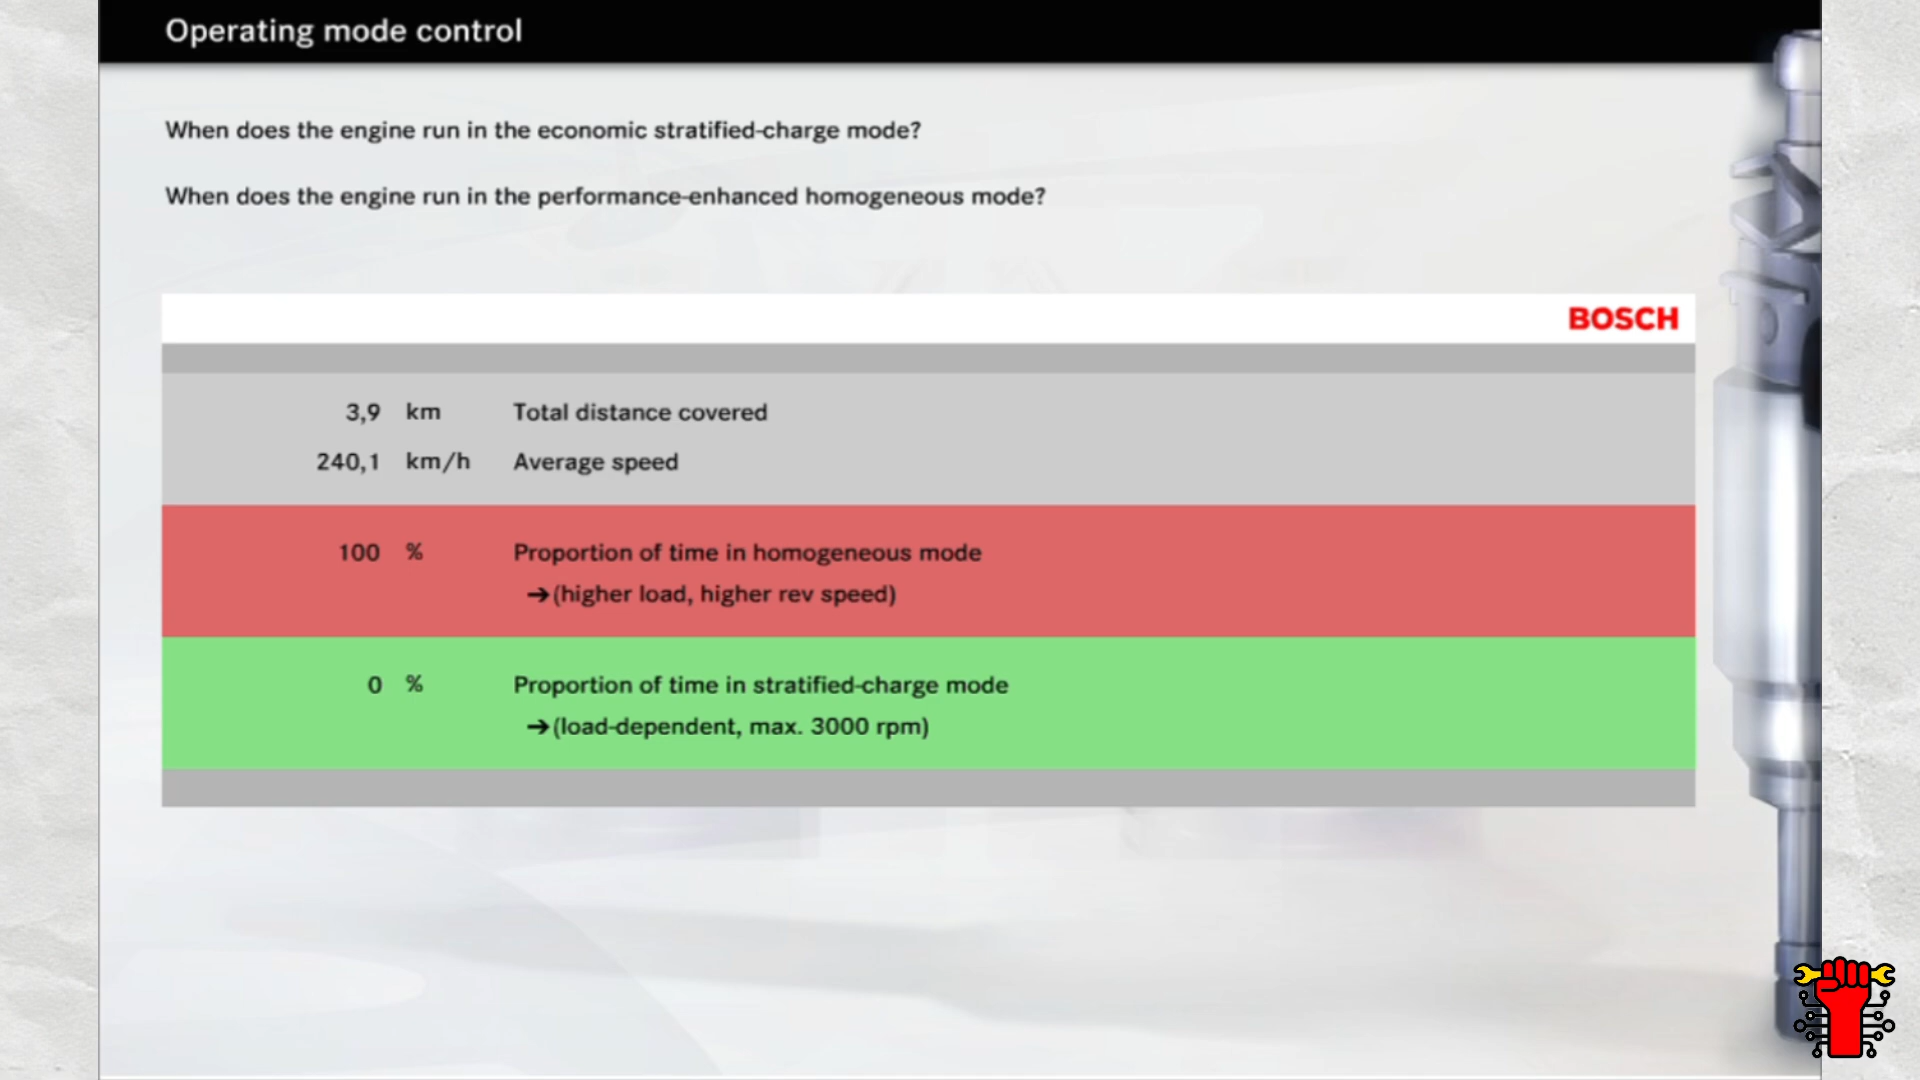 Operating mode control
When does the engine run in the economic stratified-charge mode?
When does the engine run in the performance-enhanced homogeneous mode?
BOSCH
3,9 km Total distance covered
240,1 km/h Average speed
100 % Proportion of time in homogeneous mode
➔(higher load, higher rev speed)
0 % Proportion of time in stratified-charge mode
➔(load-dependent, max. 3000 rpm)